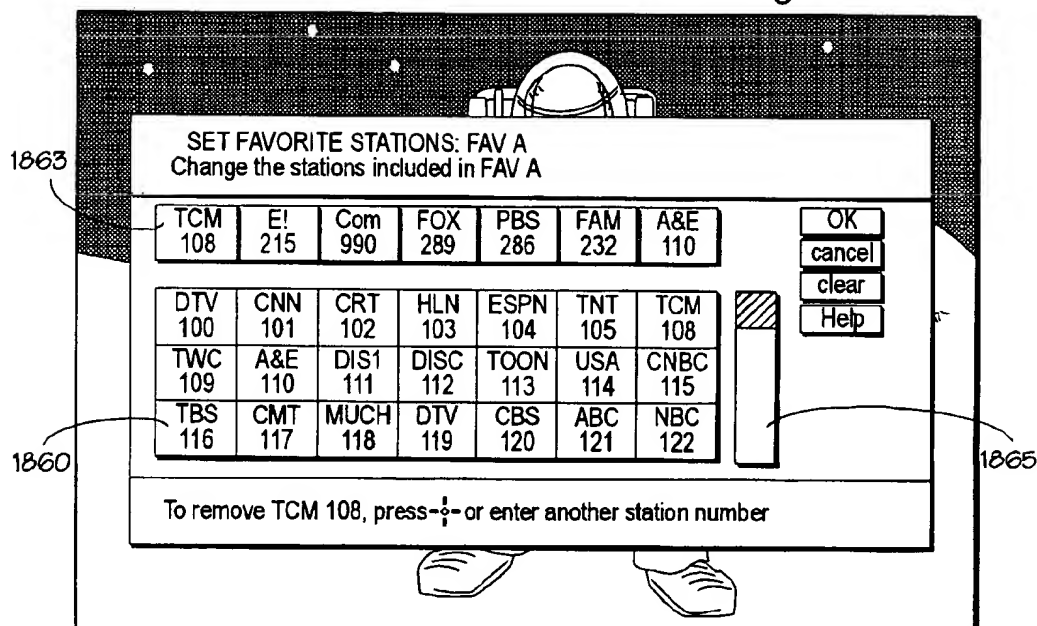 SET FAVORITE STATIONS: FAV A
Change the stations included in FAV A
1863
TCM E! Com FOX PBS FAM A&E
108 215 990 289 286 232 110
OK
cancel
clear
Help
DTV CNN CRT HLN ESPN TNT TCM
100 101 102 103 104 105 108
TWC A&E DIS1 DISC TOON USA CNBC
109 110 111 112 113 114 115
TBS CMT MUCH DTV CBS ABC NBC
116 117 118 119 120 121 122
1860
1865
To remove TCM 108, press or enter another station number